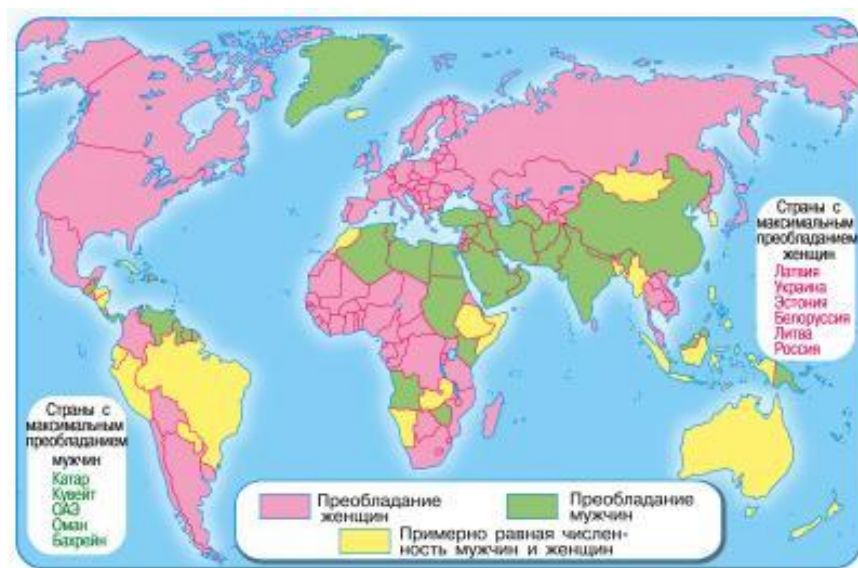 Страны с
максимальным
преобладанием
женщин
Латвия
Украина
Эстония
Белоруссия
Литва
Россия
Страны с
максимальным
преобладанием
мужчин
Катар
Кувейт
ОАЭ
Оман
Бахрейн
Преобладание
женщин
Преобладание
мужчин
Примерно равная числен-
ность мужчин и женщин